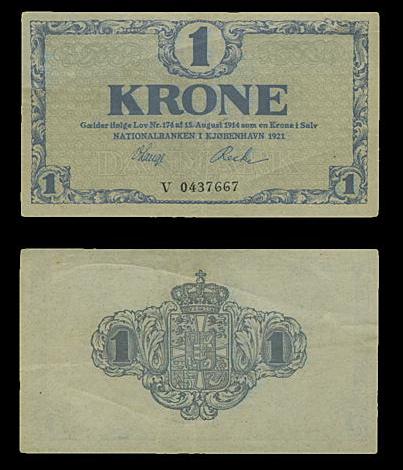 1
KRONE
Gælder ifølge Lov Nr. 174 af 15. August 1914 som en Krone i Sølv
NATIONALBANKEN I KJØBENHAVN 1921
Lange
V 0437667
1 1
1 1